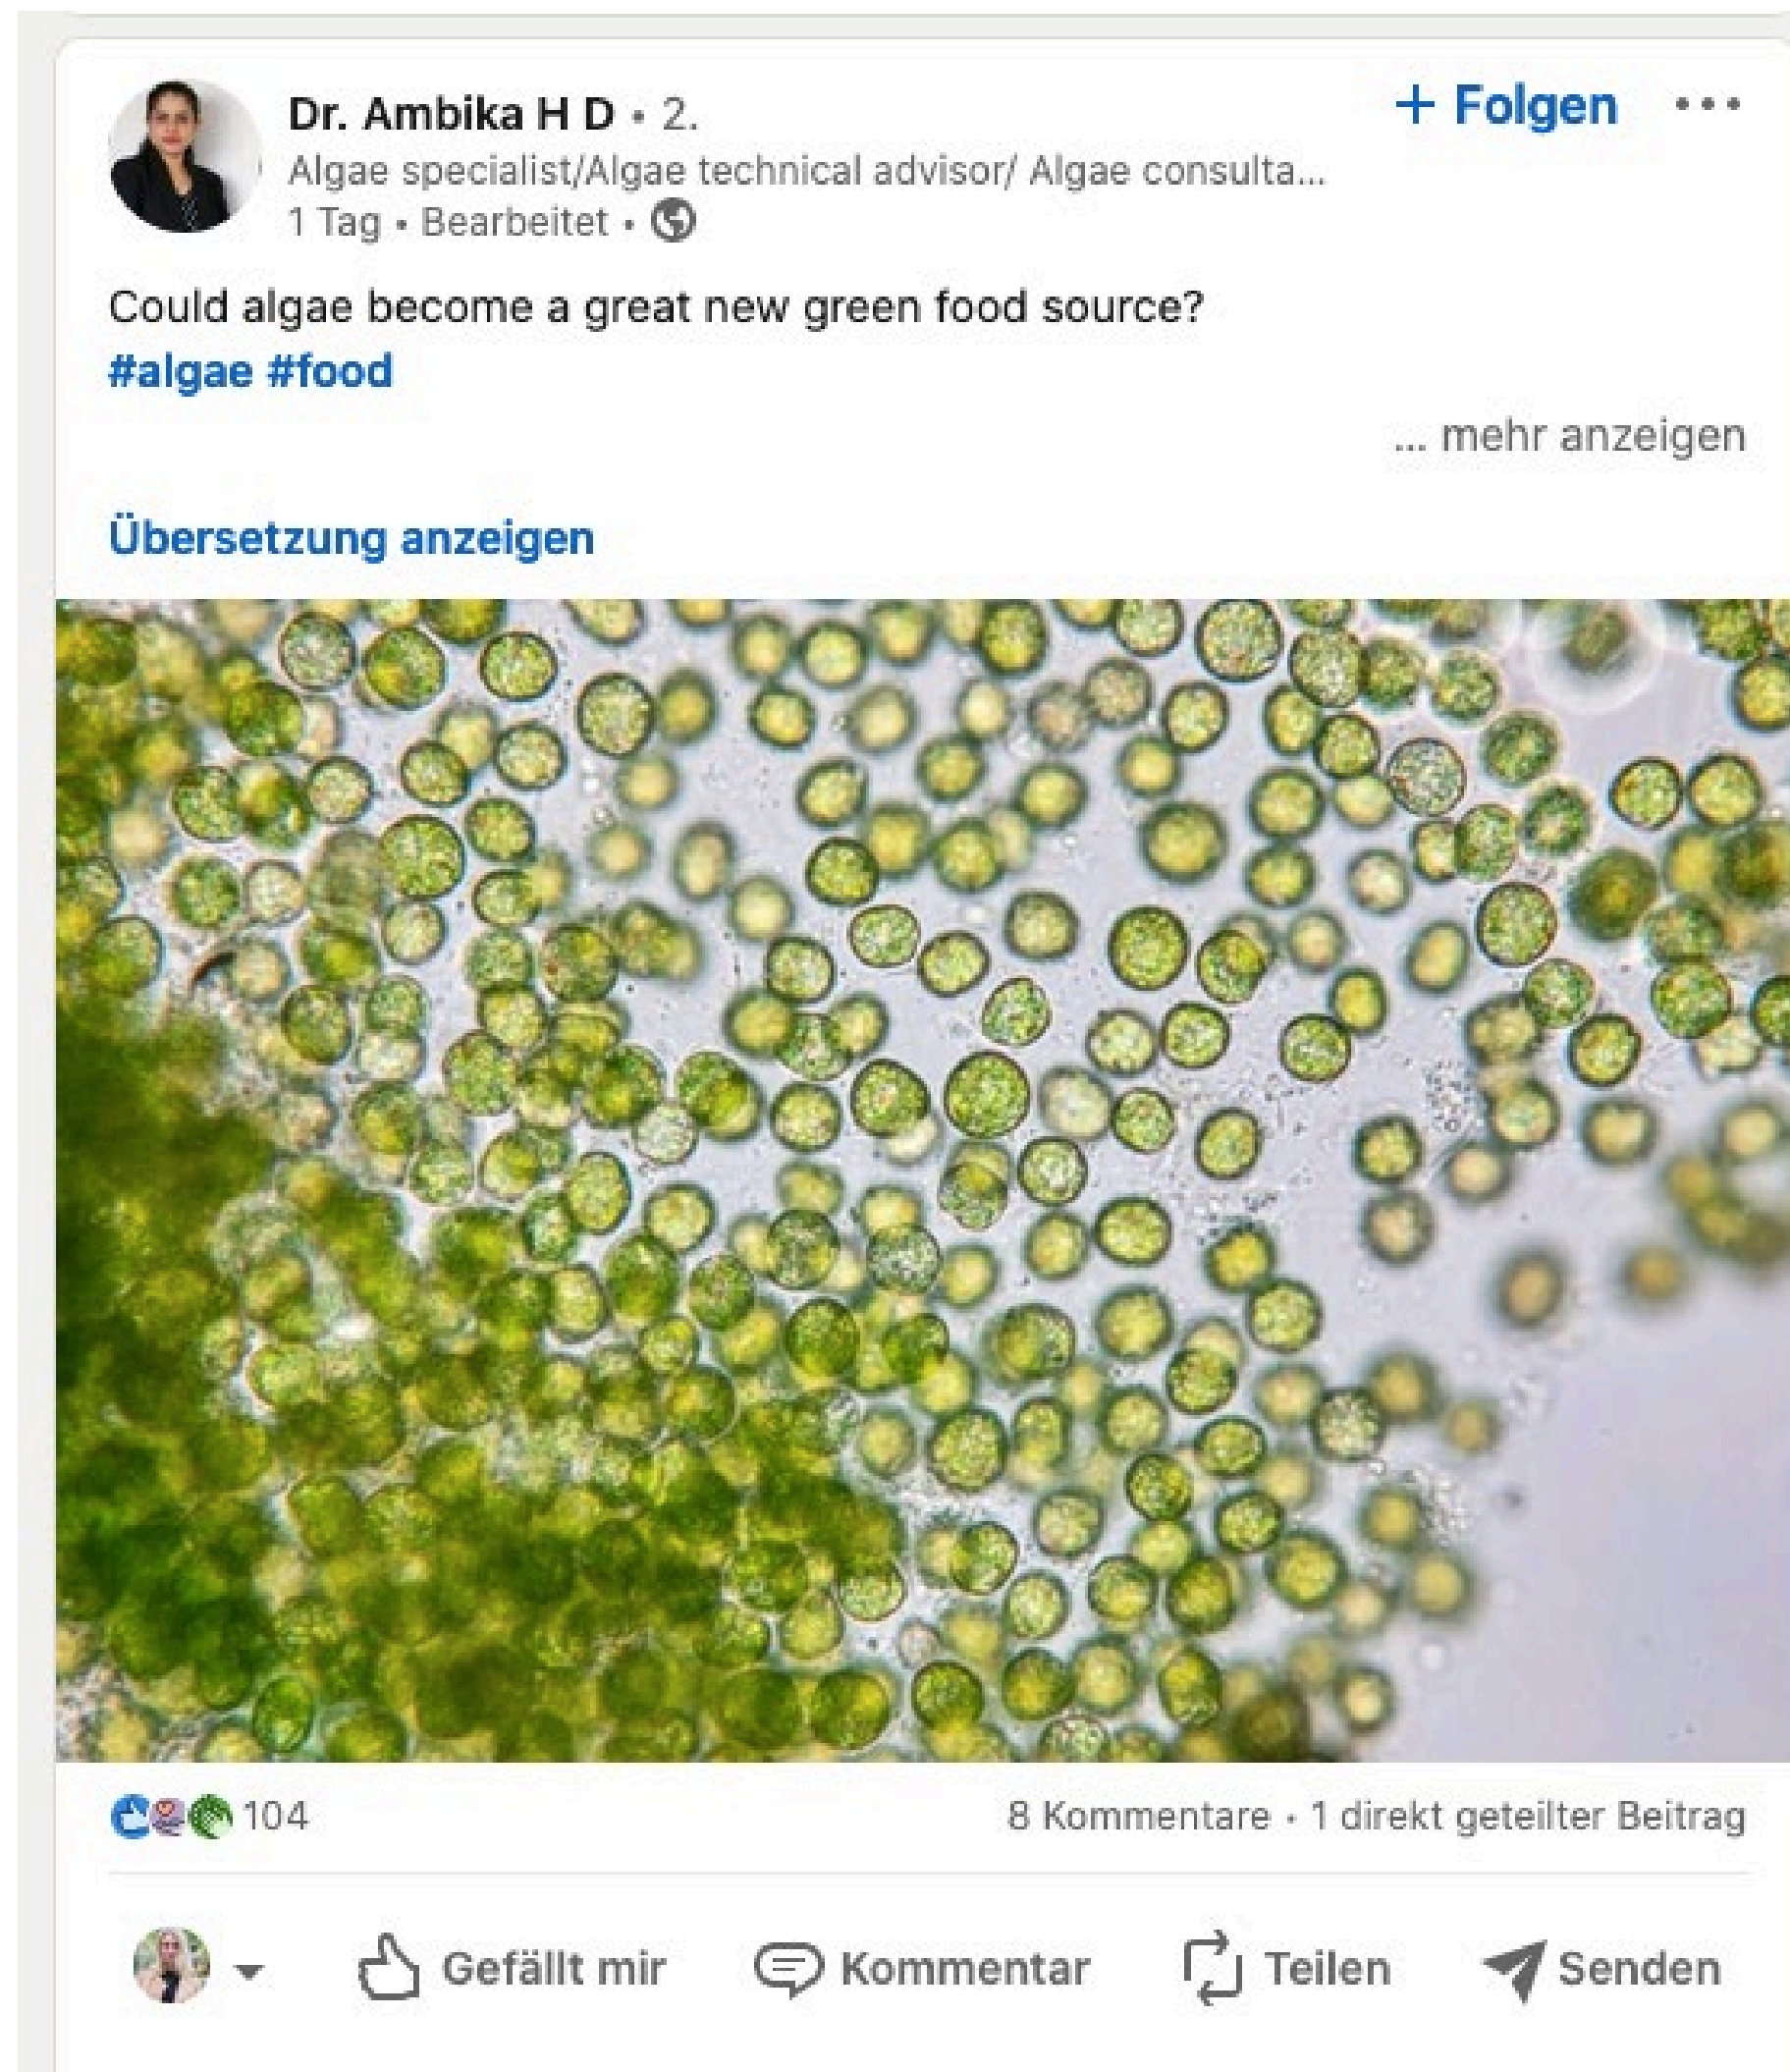 Dr. Ambika H D • 2.
+ Folgen
Algae specialist/Algae technical advisor/ Algae consulta...
1 Tag • Bearbeitet •
Could algae become a great new green food source?
#algae #food
... mehr anzeigen
Übersetzung anzeigen
104
8 Kommentare • 1 direkt geteilter Beitrag
Gefällt mir
Kommentar
Teilen
Senden